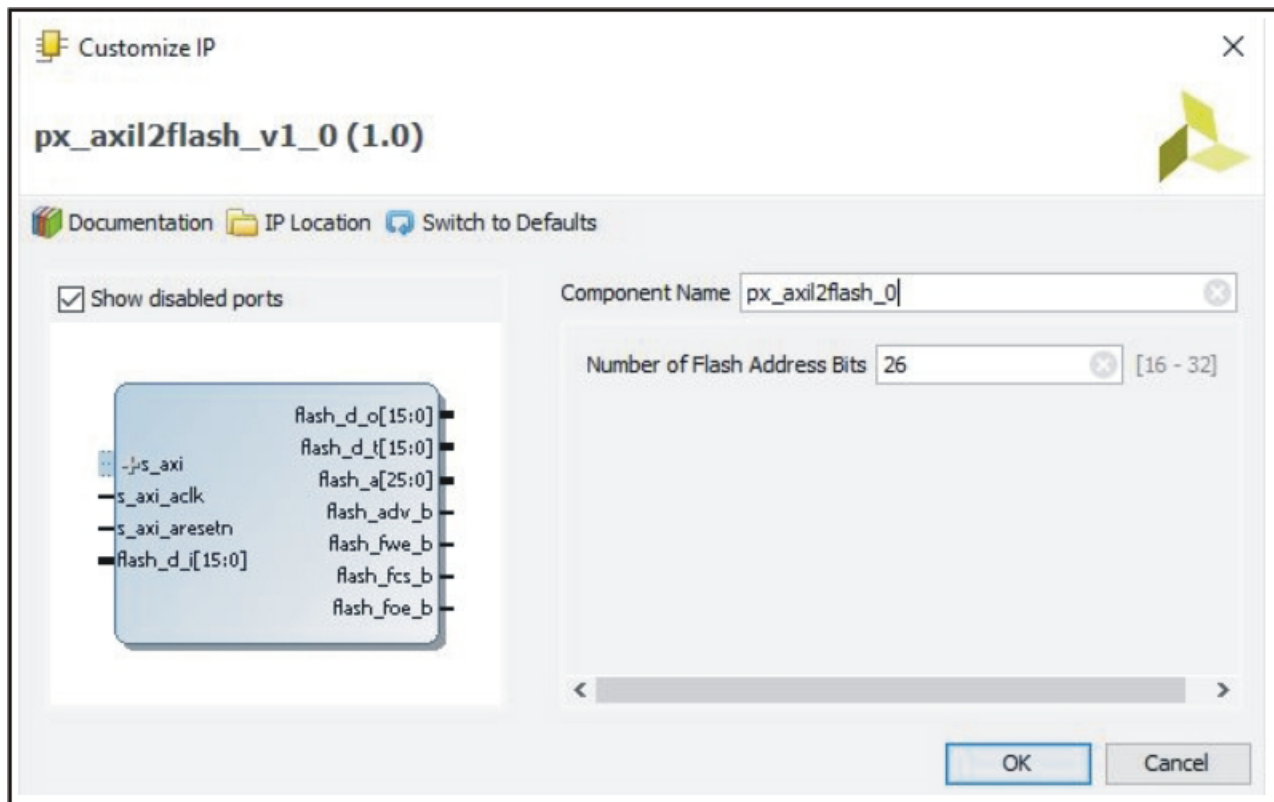 Customize IP
px_axil2flash_v1_0 (1.0)
Documentation IP Location Switch to Defaults
Show disabled ports
Component Name px_axil2flash_0
Number of Flash Address Bits 26 [16 - 32]
flash_d_o[15:0]
flash_d_t[15:0]
s_axi
flash_a[25:0]
s_axi_aclk
flash_adv_b
s_axi_aresetn
flash_fwe_b
flash_d_i[15:0]
flash_fcs_b
flash_foe_b
OK Cancel